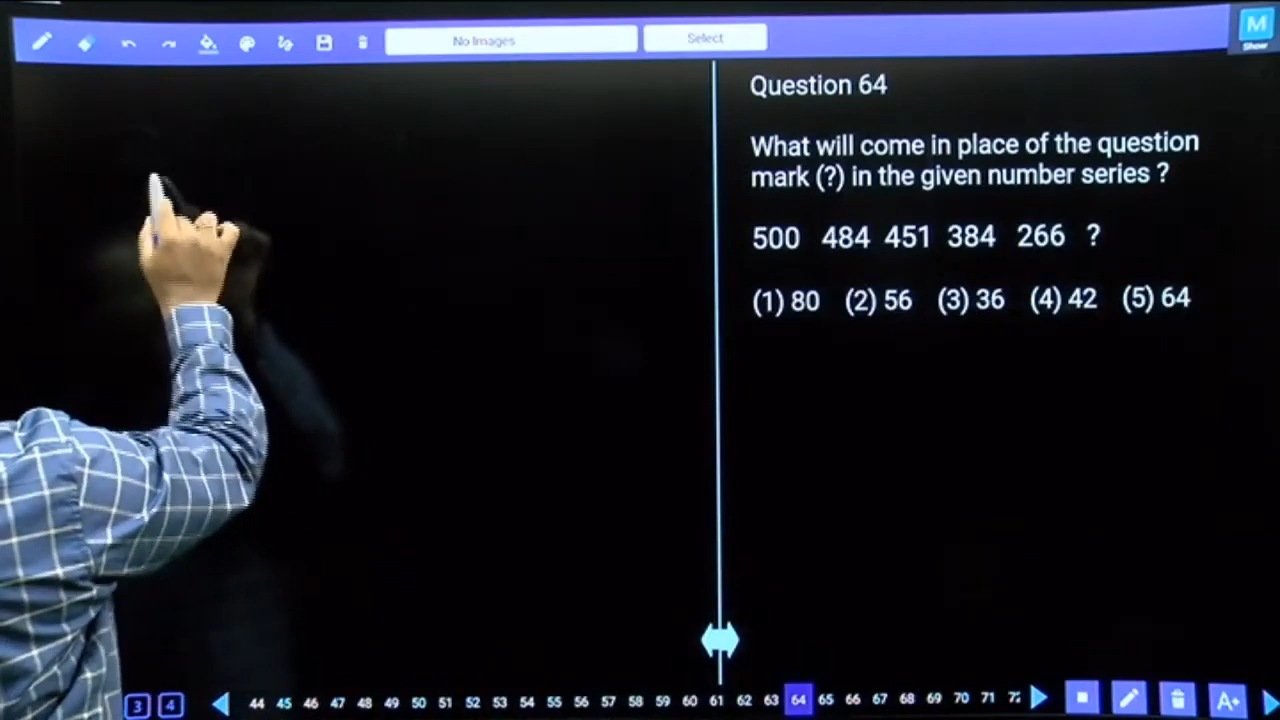 No Images
Select
M
Show
Question 64
What will come in place of the question
mark (?) in the given number series ?
500 484 451 384 266 ?
(1) 80 (2) 56 (3) 36 (4) 42 (5) 64
3 4 44 45 46 47 48 49 50 51 52 53 54 55 56 57 58 59 60 61 62 63 64 65 66 67 68 69 70 71
A+